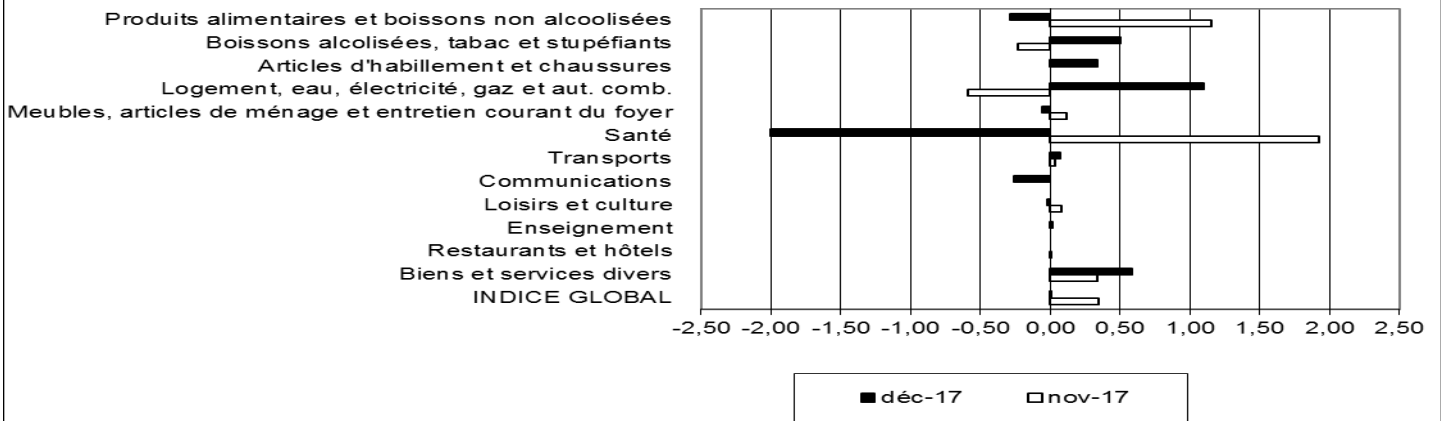 Produits alimentaires et boissons non alcoolisées
Boissons alcolisées, tabac et stupéfiants
Articles d'habillement et chaussures
Logement, eau, électricité, gaz et aut. comb.
Meubles, articles de ménage et entretien courant du foyer
Santé
Transports
Communications
Loisirs et culture
Enseignement
Restaurants et hôtels
Biens et services divers
INDICE GLOBAL
-2,50 -2,00 -1,50 -1,00 -0,50 0,00 0,50 1,00 1,50 2,00 2,50
déc-17 nov-17